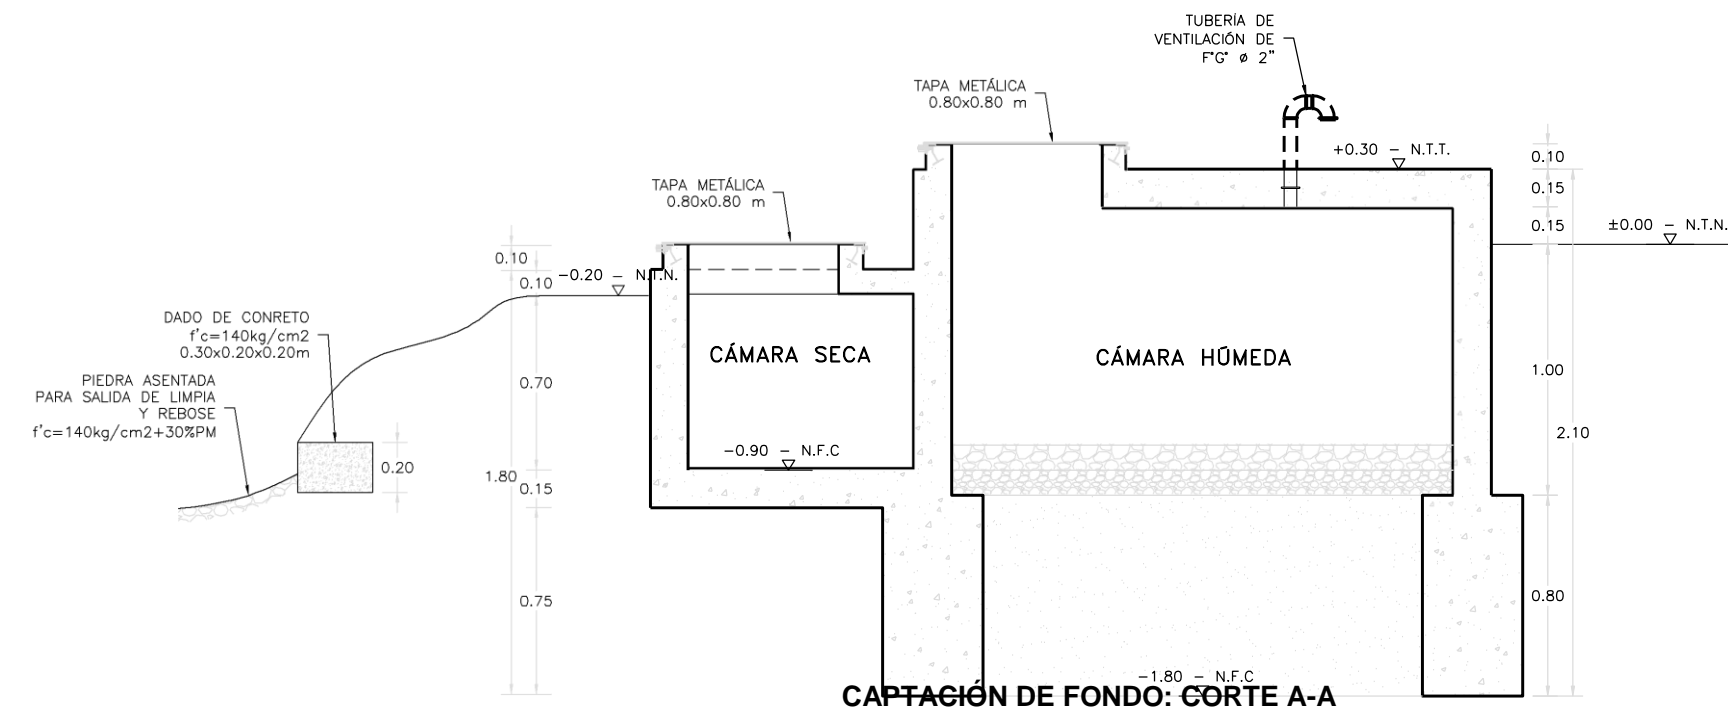 TUBERÍA DE
VENTILACIÓN DE
F°G° ø 2"
TAPA METÁLICA
0.80x0.80 m
+0.30 - N.T.T.
0.10
0.15
0.15
±0.00 - N.T.N.
TAPA METÁLICA
0.80x0.80 m
0.10
0.10
-0.20 - N.T.N.
DADO DE CONRETO
f'c=140kg/cm2
0.30x0.20x0.20m
PIEDRA ASENTADA
PARA SALIDA DE LIMPIA
Y REBOSE
f'c=140kg/cm2+30%PM
CÁMARA SECA
CÁMARA HÚMEDA
0.70
1.00
2.10
-0.90 - N.F.C
0.20
1.80
0.15
0.75
0.80
-1.80 - N.F.C
CAPTACIÓN DE FONDO: CORTE A-A